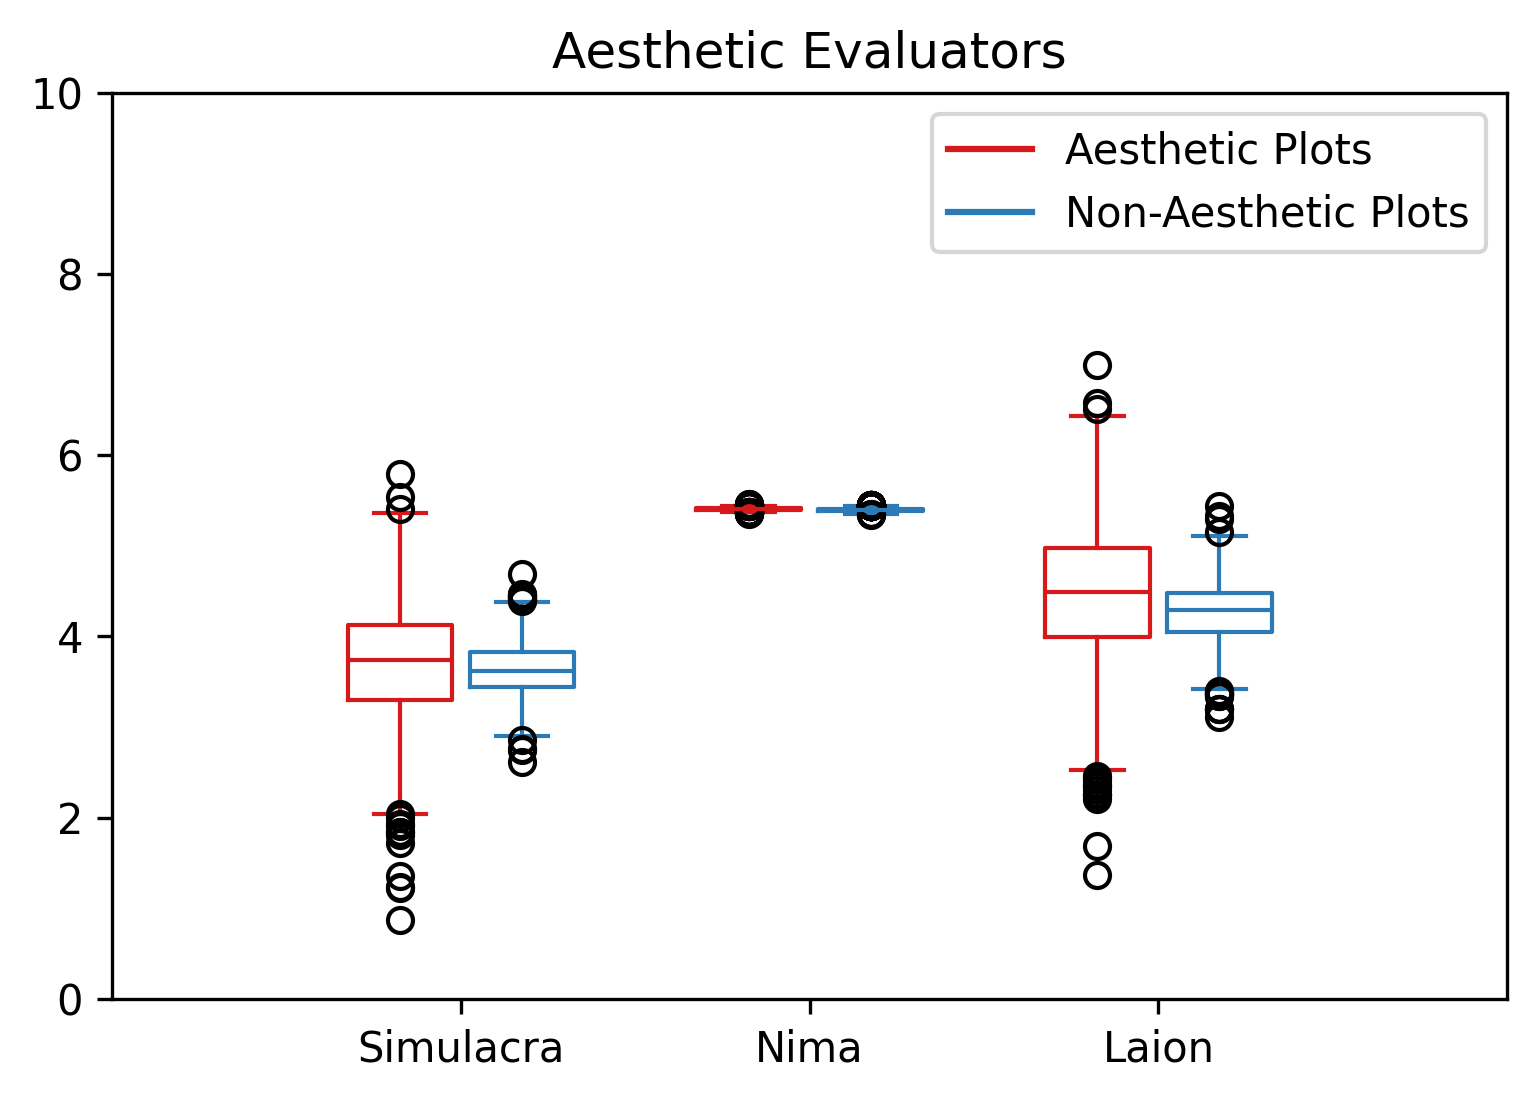 Aesthetic Evaluators
10
8
6
4
2
0
Aesthetic Plots
Non-Aesthetic Plots
Simulacra
Nima
Laion